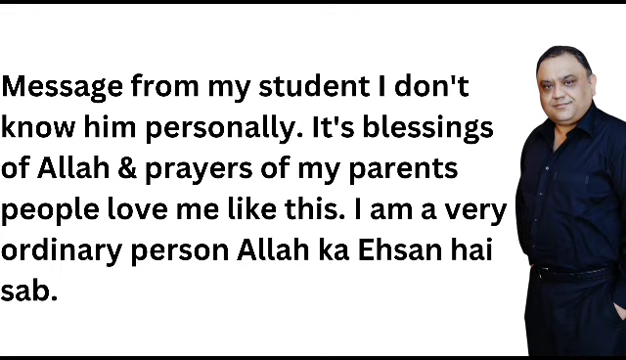 Message from my student I don't
know him personally. It's blessings
of Allah & prayers of my parents
people love me like this. I am a very
ordinary person Allah ka Ehsan hai
sab.